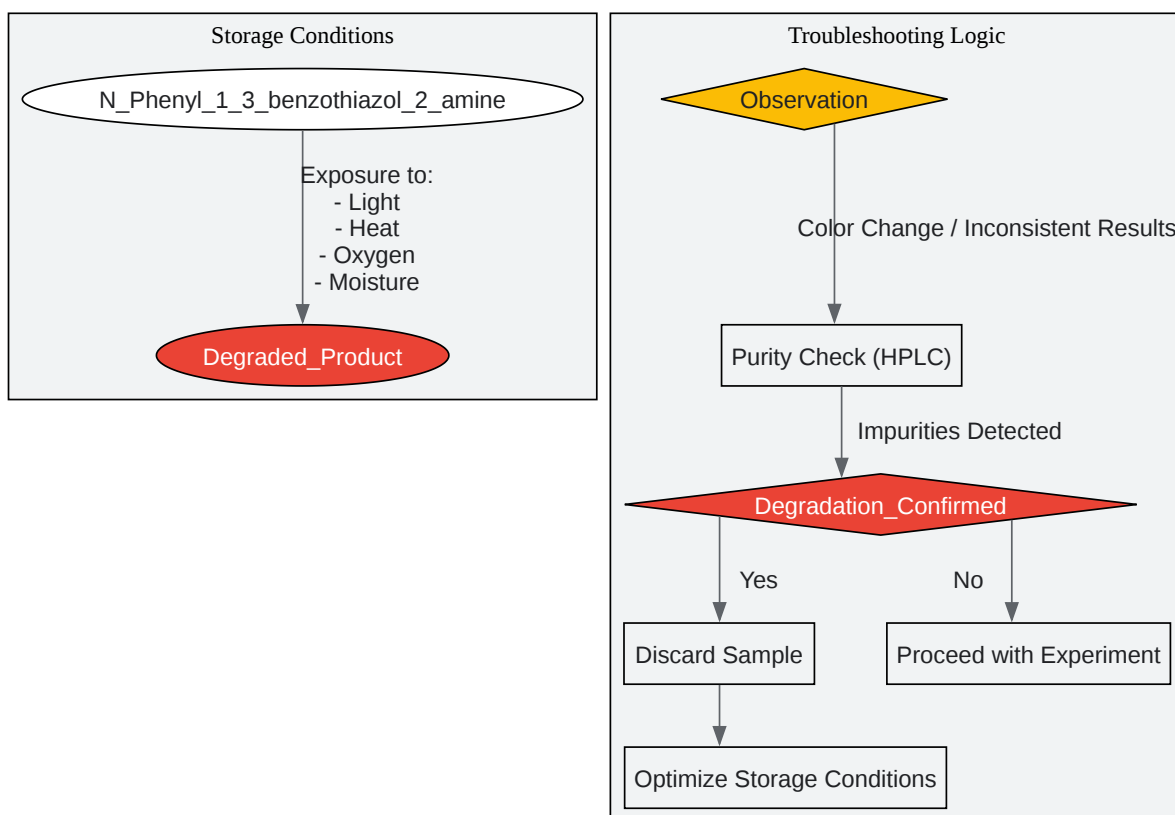 Storage Conditions
N_Phenyl_1_3_benzothiazol_2_amine
Exposure to:
- Light
- Heat
- Oxygen
- Moisture
Degraded_Product
Troubleshooting Logic
Observation
Color Change / Inconsistent Results
Purity Check (HPLC)
Impurities Detected
Degradation_Confirmed
Yes
No
Discard Sample
Proceed with Experiment
Optimize Storage Conditions